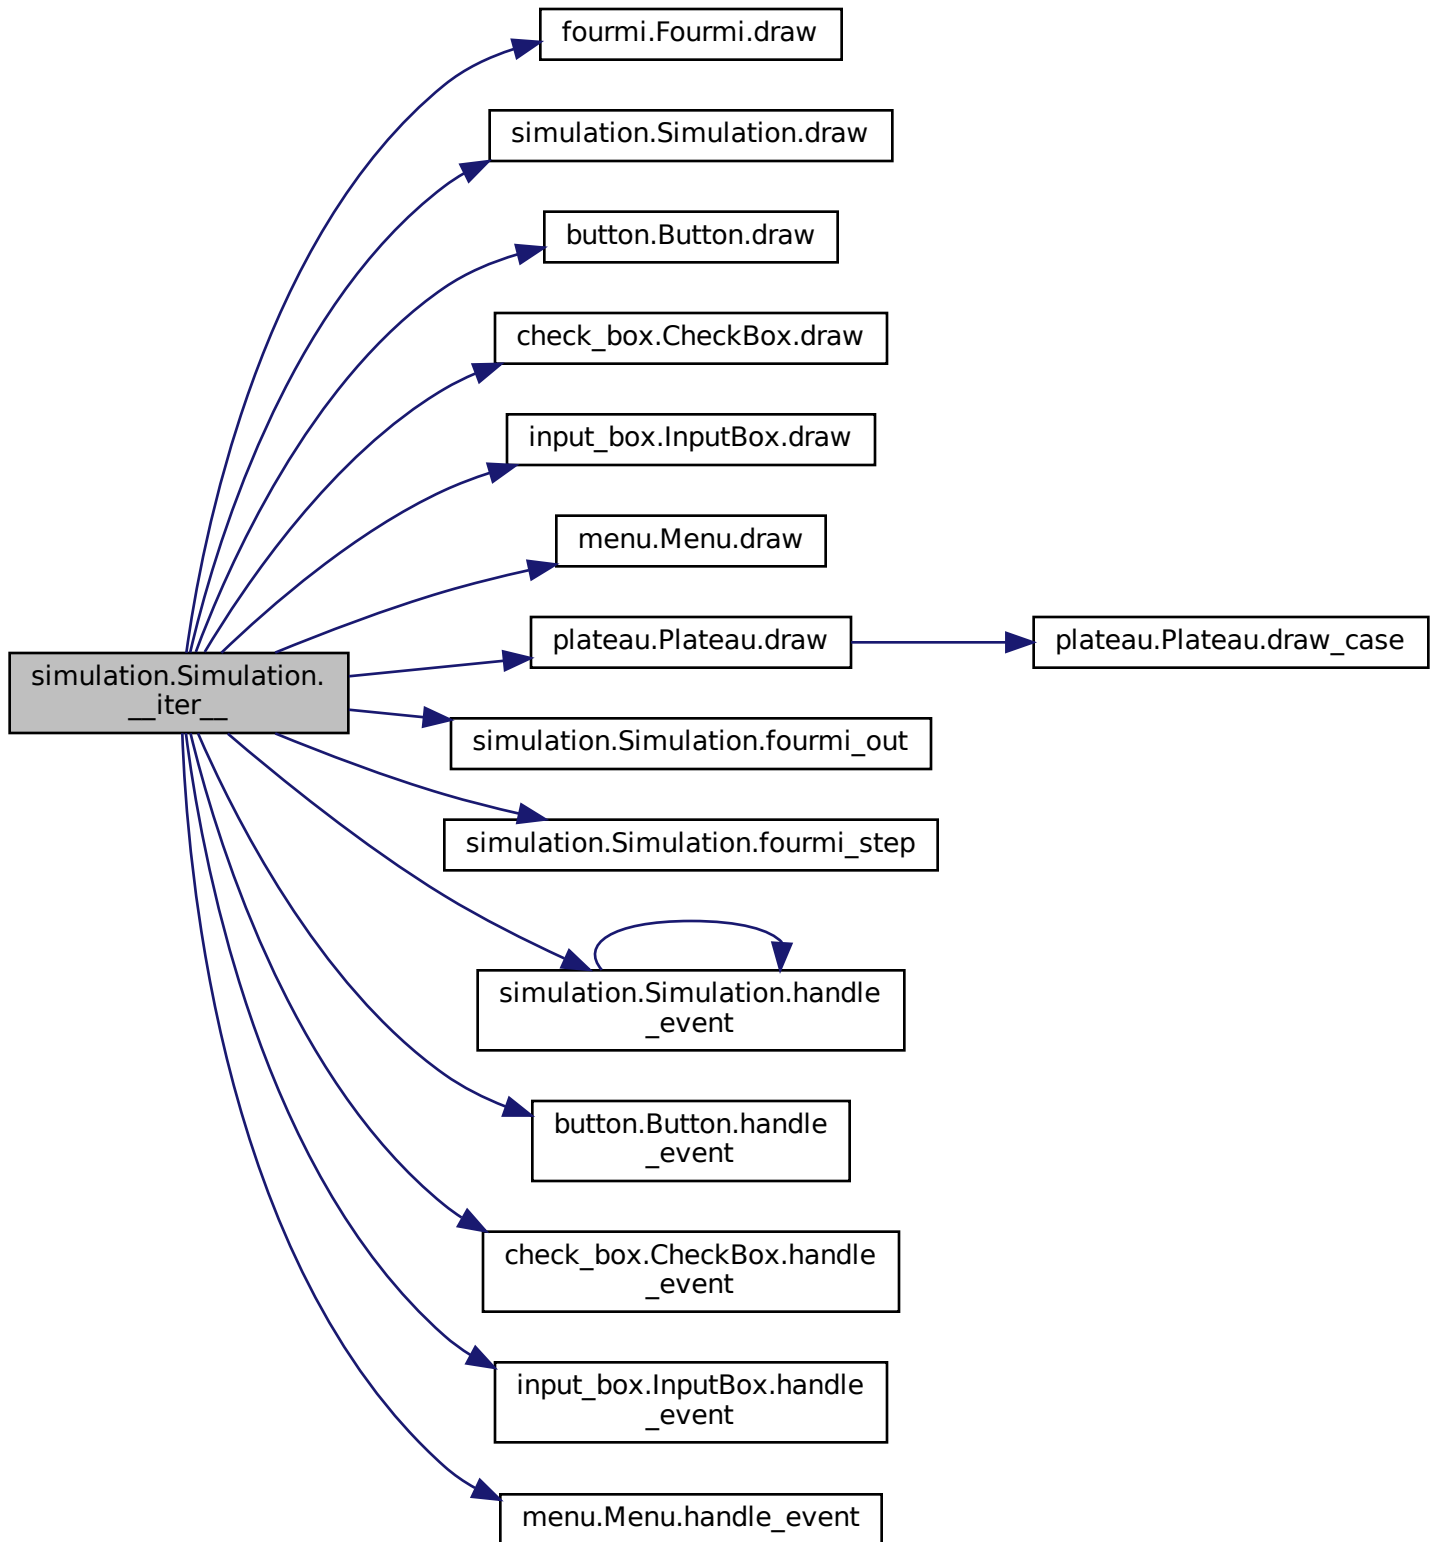 fourmi.Fourmi.draw
simulation.Simulation.draw
button.Button.draw
check_box.CheckBox.draw
input_box.InputBox.draw
menu.Menu.draw
plateau.Plateau.draw
plateau.Plateau.draw_case
simulation.Simulation.
__iter__
simulation.Simulation.fourmi_out
simulation.Simulation.fourmi_step
simulation.Simulation.handle
_event
button.Button.handle
_event
check_box.CheckBox.handle
_event
input_box.InputBox.handle
_event
menu.Menu.handle_event